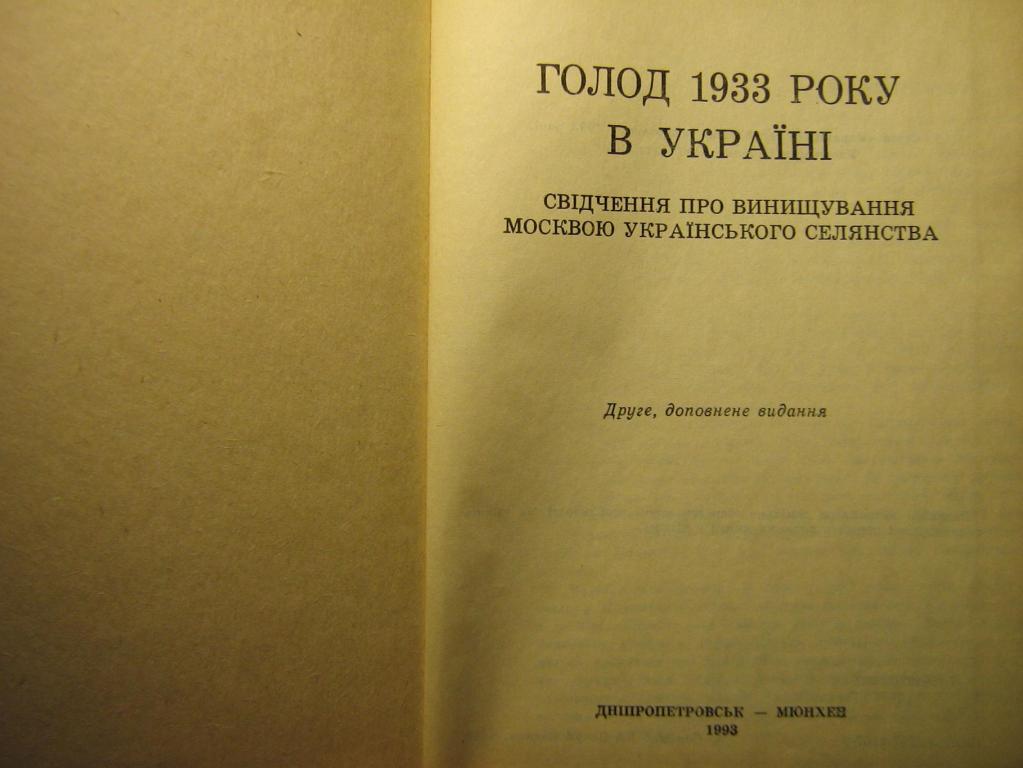 ГОЛОД 1933 РОКУ
В УКРАЇНІ
СВІДЧЕННЯ ПРО ВИНИЩУВАННЯ
МОСКВОЮ УКРАЇНСЬКОГО СЕЛЯНСТВА
Друге, доповнене видання
ДНІПРОПЕТРОВСЬК — МЮНХЕН
1993